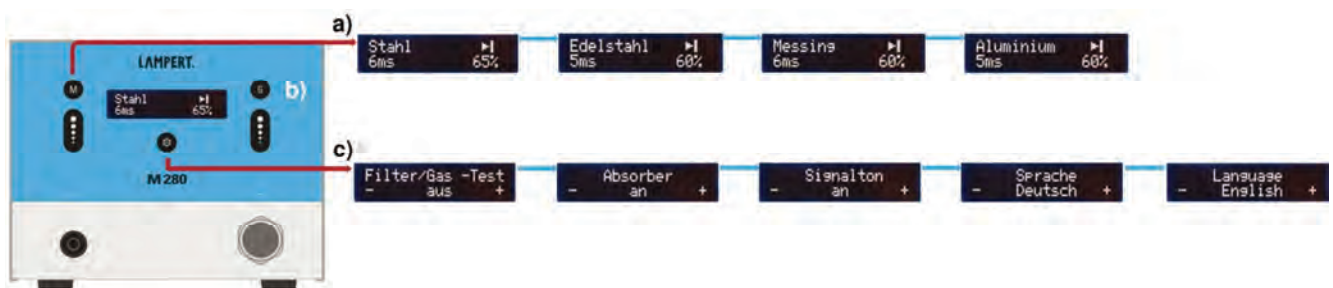 a)
Stahl ▶|
6ms 65%
Edelstahl ▶|
5ms 60%
Messing ▶|
6ms 60%
Aluminium ▶|
5ms 60%
LAMPERT.
M
S
b)
Stahl ▶|
6ms 65%
M 280
c)
Filter/Gas -Test
- aus +
Absorber
- an +
Signalton
- an +
Sprache
- Deutsch +
Language
- English +